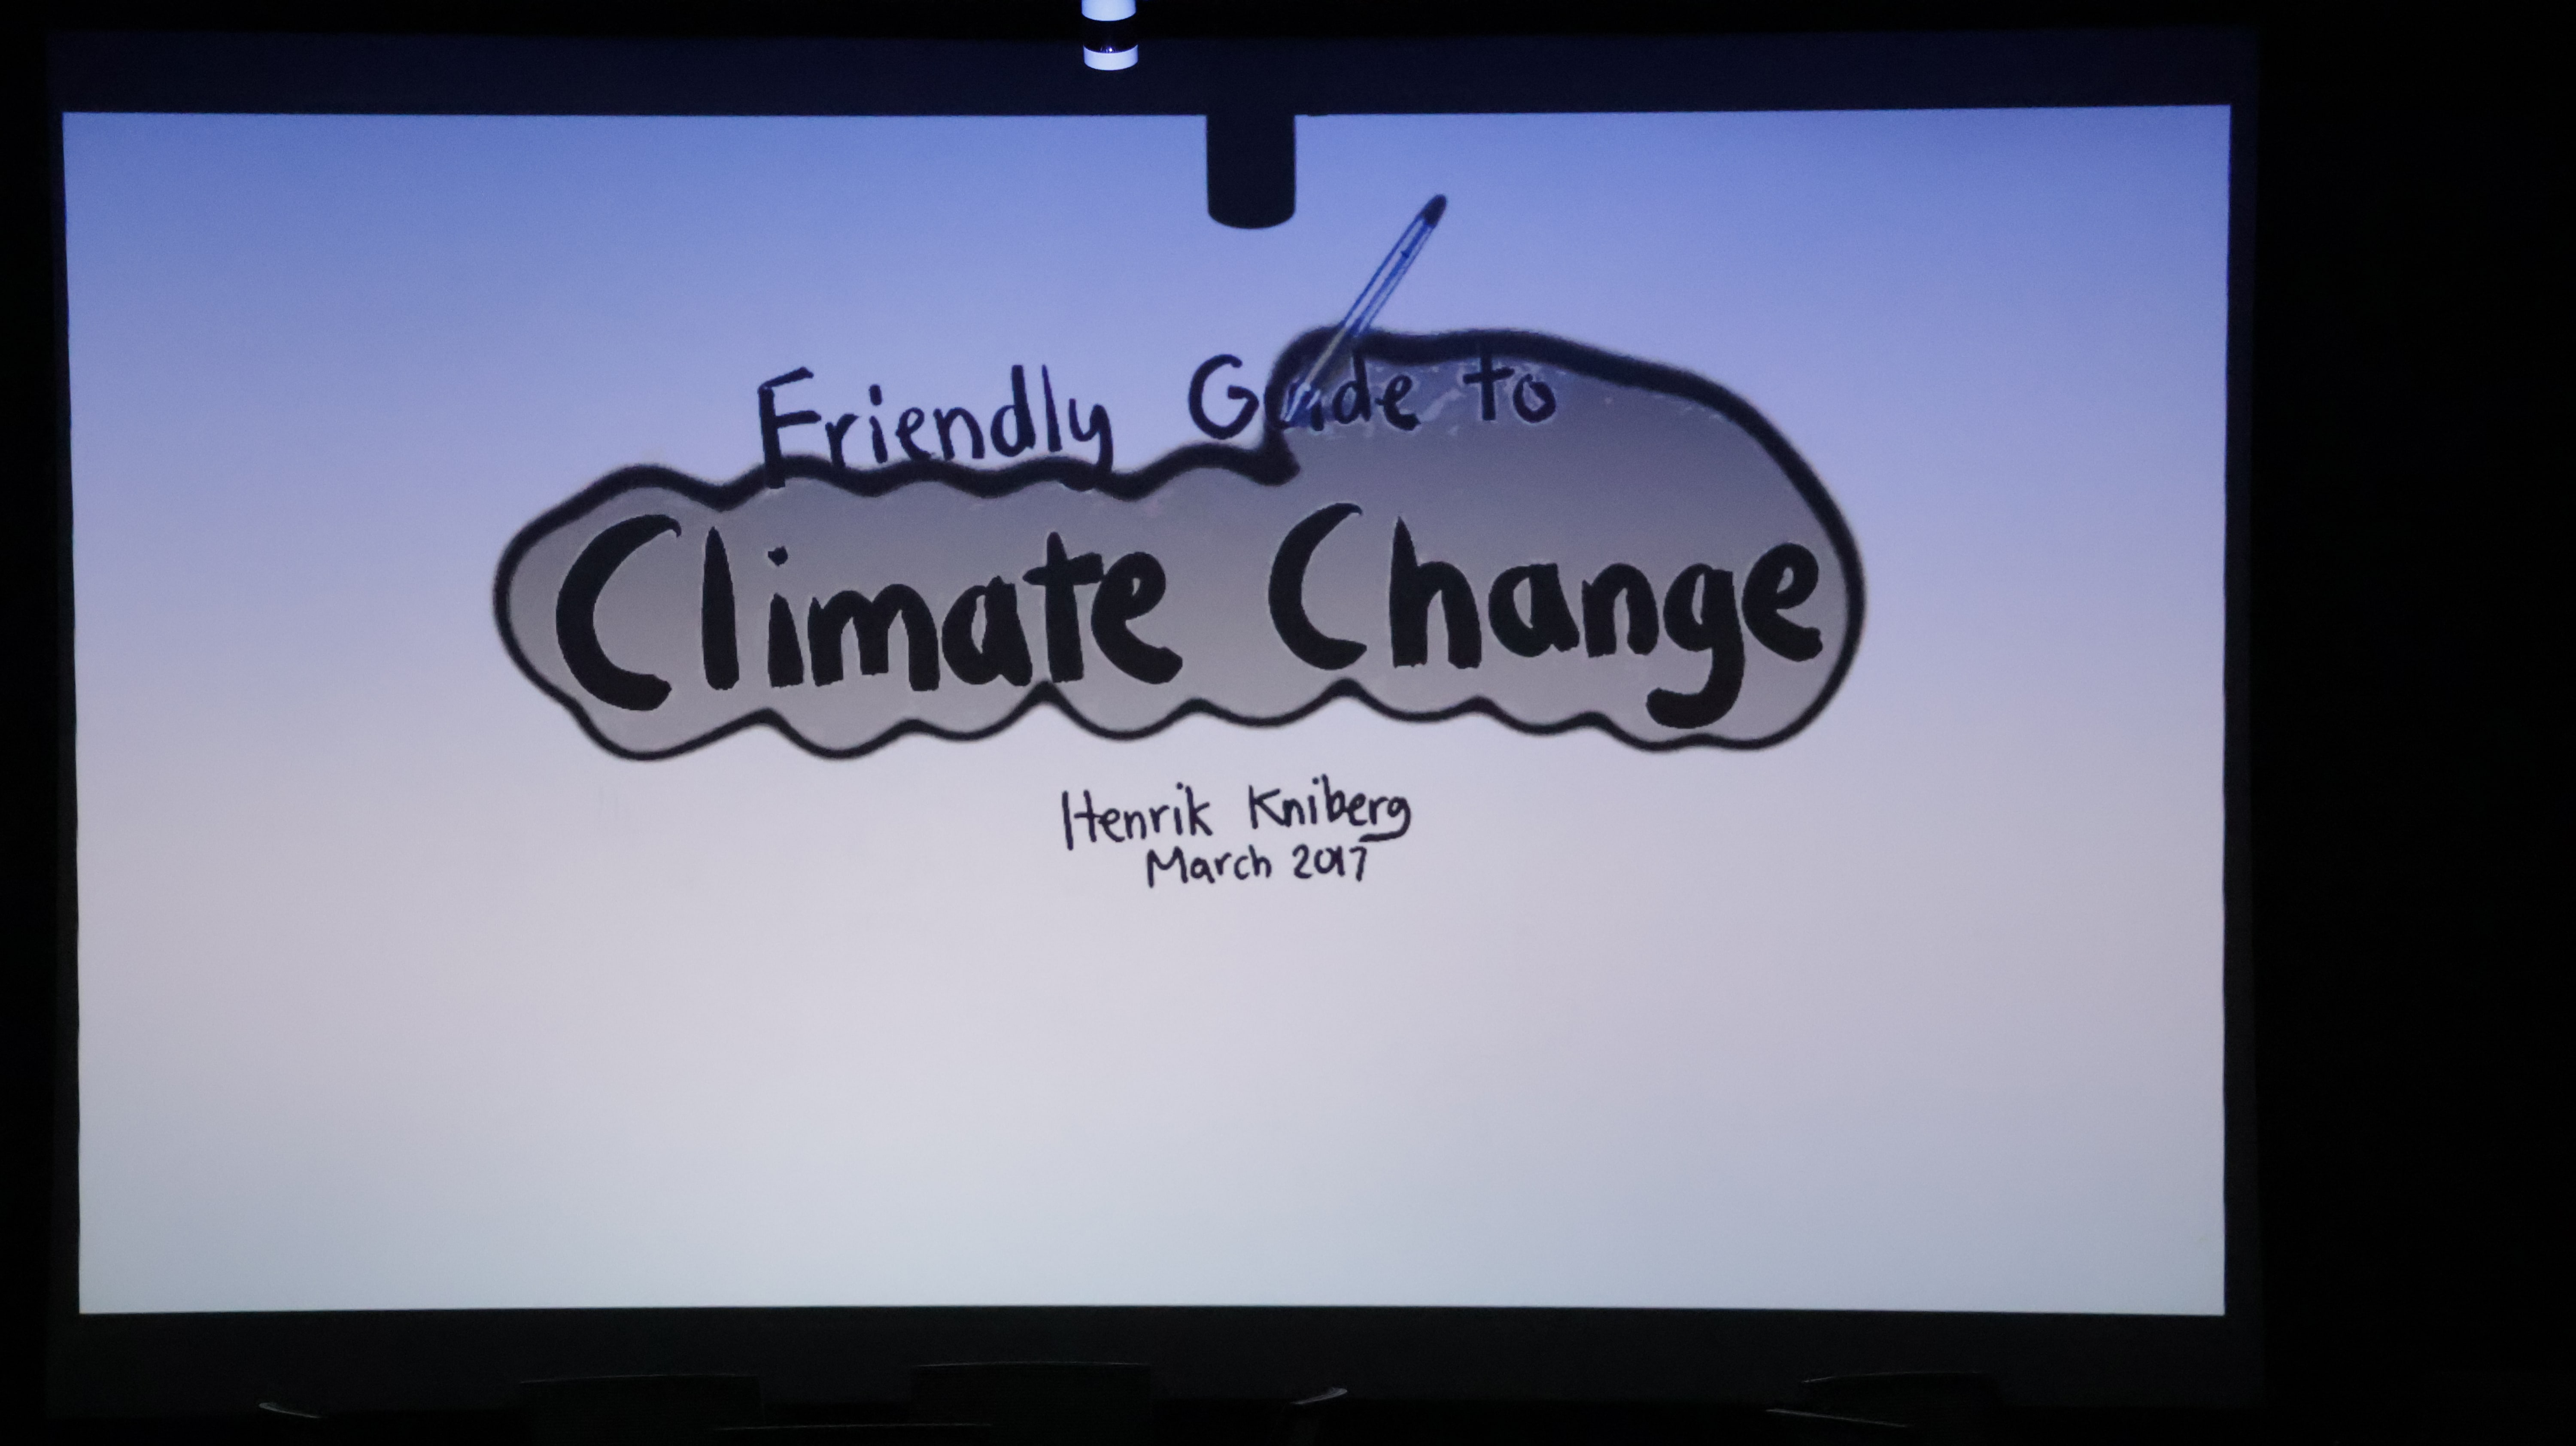 Friendly Guide to
Climate Change
Henrik Kniberg
March 2017